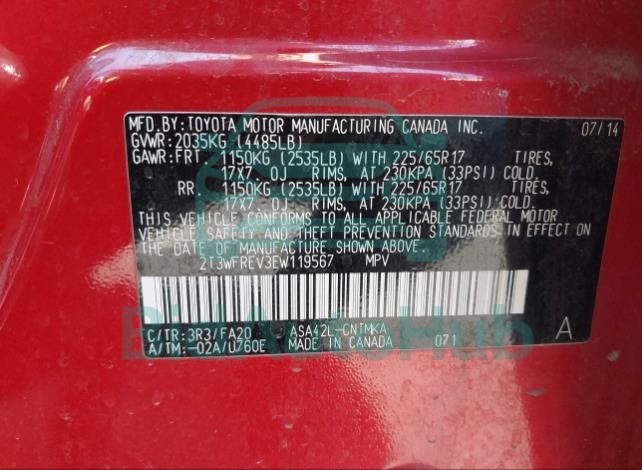 MFD.BY:TOYOTA MOTOR MANUFACTURING CANADA INC. 07/14
GVWR:2035KG (4485LB)
GAWR:FRT 1150KG (2535LB) WITH 225/65R17 TIRES,
17X7.0J RIMS, AT 230KPA (33PSI) COLD.
RR 1150KG (2535LB) WITH 225/65R17 TIRES,
17X7.0J RIMS, AT 230KPA (33PSI) COLD.
THIS VEHICLE CONFORMS TO ALL APPLICABLE FEDERAL MOTOR
VEHICLE SAFETY AND THEFT PREVENTION STANDARDS IN EFFECT ON
THE DATE OF MANUFACTURE SHOWN ABOVE.
2T3WFREV3EW119567 MPV
C/TR:3R3/FA20 ASA42L-CNTMKA
A/TM:-02A/U760E MADE IN CANADA 071 A
BidAutoHub